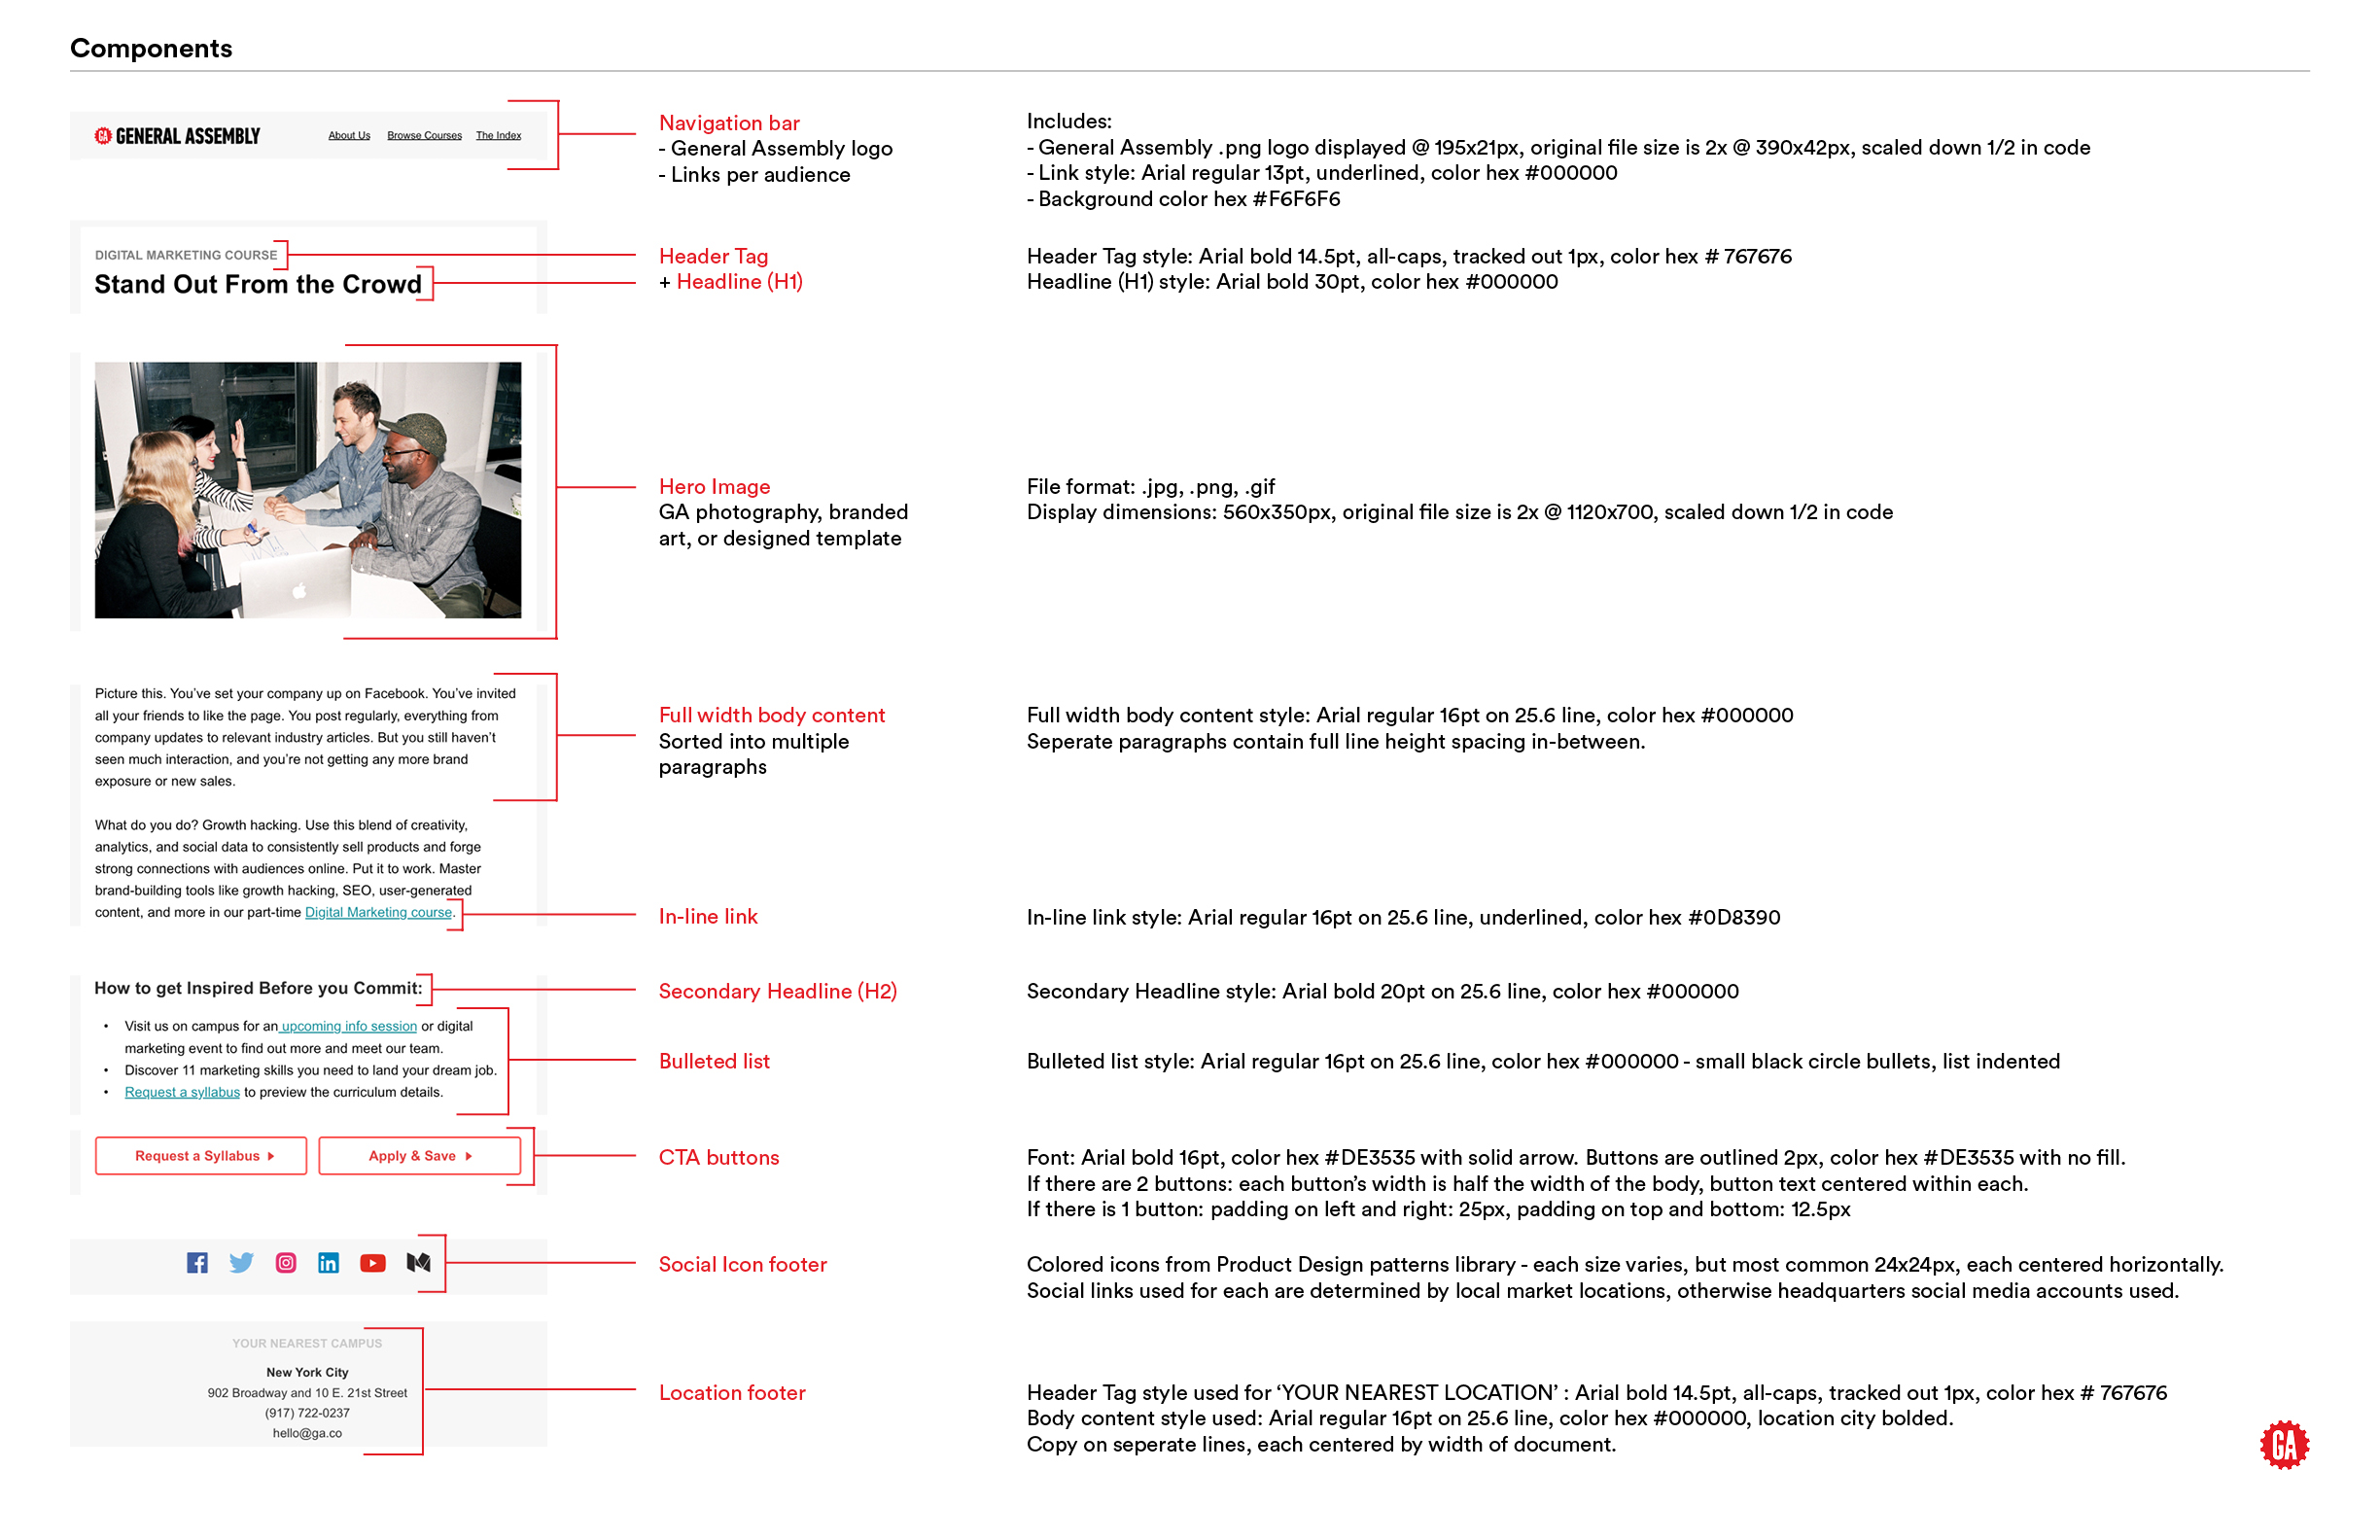 Components
GA GENERAL ASSEMBLY About Us Browse Courses The Index
Navigation bar
- General Assembly logo
- Links per audience
Includes:
- General Assembly .png logo displayed @ 195x21px, original file size is 2x @ 390x42px, scaled down 1/2 in code
- Link style: Arial regular 13pt, underlined, color hex #000000
- Background color hex #F6F6F6
DIGITAL MARKETING COURSE
Stand Out From the Crowd
Header Tag
+ Headline (H1)
Header Tag style: Arial bold 14.5pt, all-caps, tracked out 1px, color hex # 767676
Headline (H1) style: Arial bold 30pt, color hex #000000
Hero Image
GA photography, branded
art, or designed template
File format: .jpg, .png, .gif
Display dimensions: 560x350px, original file size is 2x @ 1120x700, scaled down 1/2 in code
Picture this. You’ve set your company up on Facebook. You’ve invited
all your friends to like the page. You post regularly, everything from
company updates to relevant industry articles. But you still haven’t
seen much interaction, and you’re not getting any more brand
exposure or new sales.
Full width body content
Sorted into multiple
paragraphs
Full width body content style: Arial regular 16pt on 25.6 line, color hex #000000
Seperate paragraphs contain full line height spacing in-between.
What do you do? Growth hacking. Use this blend of creativity,
analytics, and social data to consistently sell products and forge
strong connections with audiences online. Put it to work. Master
brand-building tools like growth hacking, SEO, user-generated
content, and more in our part-time Digital Marketing course.
In-line link
In-line link style: Arial regular 16pt on 25.6 line, underlined, color hex #0D8390
How to get Inspired Before you Commit:
Secondary Headline (H2)
Secondary Headline style: Arial bold 20pt on 25.6 line, color hex #000000
• Visit us on campus for an upcoming info session or digital
marketing event to find out more and meet our team.
• Discover 11 marketing skills you need to land your dream job.
• Request a syllabus to preview the curriculum details.
Bulleted list
Bulleted list style: Arial regular 16pt on 25.6 line, color hex #000000 - small black circle bullets, list indented
Request a Syllabus
Apply & Save
CTA buttons
Font: Arial bold 16pt, color hex #DE3535 with solid arrow. Buttons are outlined 2px, color hex #DE3535 with no fill.
If there are 2 buttons: each button’s width is half the width of the body, button text centered within each.
If there is 1 button: padding on left and right: 25px, padding on top and bottom: 12.5px
Social Icon footer
Colored icons from Product Design patterns library - each size varies, but most common 24x24px, each centered horizontally.
Social links used for each are determined by local market locations, otherwise headquarters social media accounts used.
YOUR NEAREST CAMPUS
New York City
902 Broadway and 10 E. 21st Street
(917) 722-0237
hello@ga.co
Location footer
Header Tag style used for ‘YOUR NEAREST LOCATION’ : Arial bold 14.5pt, all-caps, tracked out 1px, color hex # 767676
Body content style used: Arial regular 16pt on 25.6 line, color hex #000000, location city bolded.
Copy on seperate lines, each centered by width of document.
GA